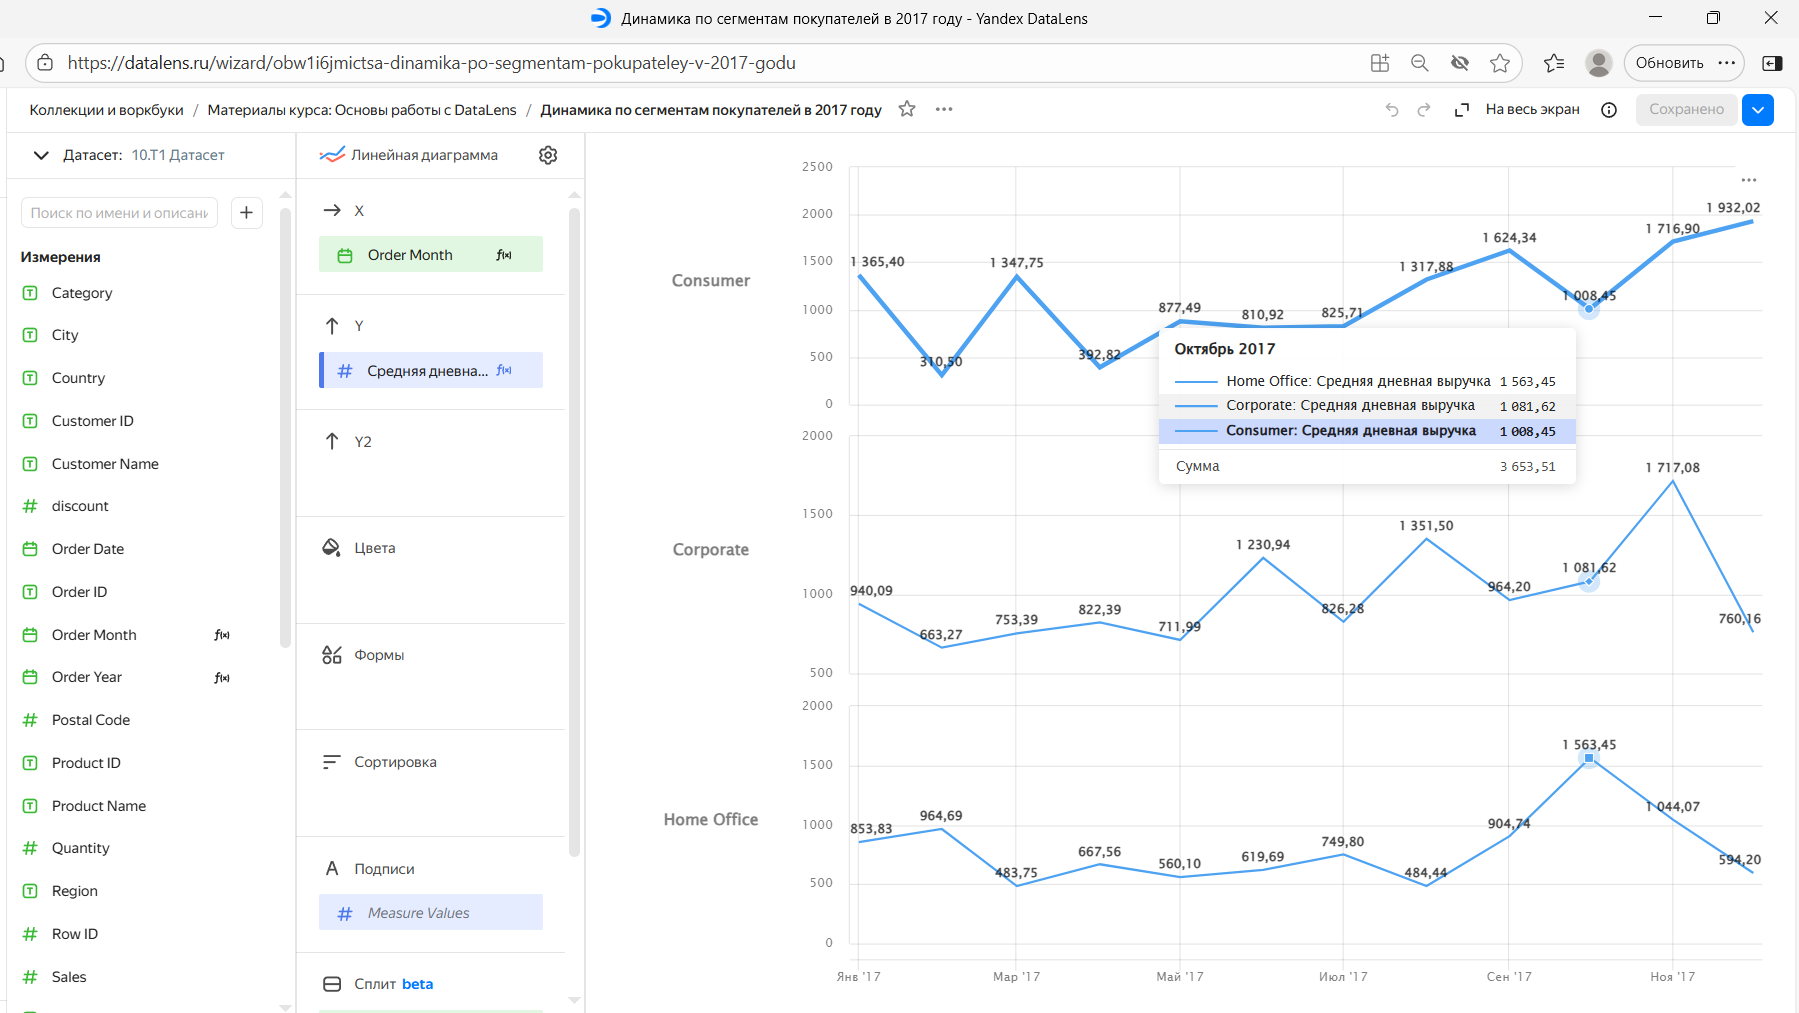 Динамика по сегментам покупателей в 2017 году - Yandex DataLens
https://datalens.ru/wizard/obw1i6jmictsa-dinamika-po-segmentam-pokupateley-v-2017-godu
Обновить
Коллекции и воркбуки / Материалы курса: Основы работы с DataLens / Динамика по сегментам покупателей в 2017 году
На весь экран
Сохранено
Датасет: 10.T1 Датасет
Поиск по имени и описани
Измерения
Category
City
Country
Customer ID
Customer Name
discount
Order Date
Order ID
Order Month f(x)
Order Year f(x)
Postal Code
Product ID
Product Name
Quantity
Region
Row ID
Sales
Линейная диаграмма
X
Order Month f(x)
Y
Средняя дневна... f(x)
Y2
Цвета
Формы
Сортировка
Подписи
Measure Values
Сплит beta
Consumer
2500
2000
1500
1000
500
0
1 365,40
310,50
1 347,75
392,82
877,49
810,92
825,71
1 317,88
1 624,34
1 008,45
1 716,90
1 932,02
Октябрь 2017
Home Office: Средняя дневная выручка 1 563,45
Corporate: Средняя дневная выручка 1 081,62
Consumer: Средняя дневная выручка 1 008,45
Сумма 3 653,51
Corporate
2000
1500
1000
500
940,09
663,27
753,39
822,39
711,99
1 230,94
826,28
1 351,50
964,20
1 081,62
1 717,08
760,16
Home Office
2000
1500
1000
500
0
853,83
964,69
483,75
667,56
560,10
619,69
749,80
484,44
904,74
1 563,45
1 044,07
594,20
Янв '17
Мар '17
Май '17
Июл '17
Сен '17
Ноя '17